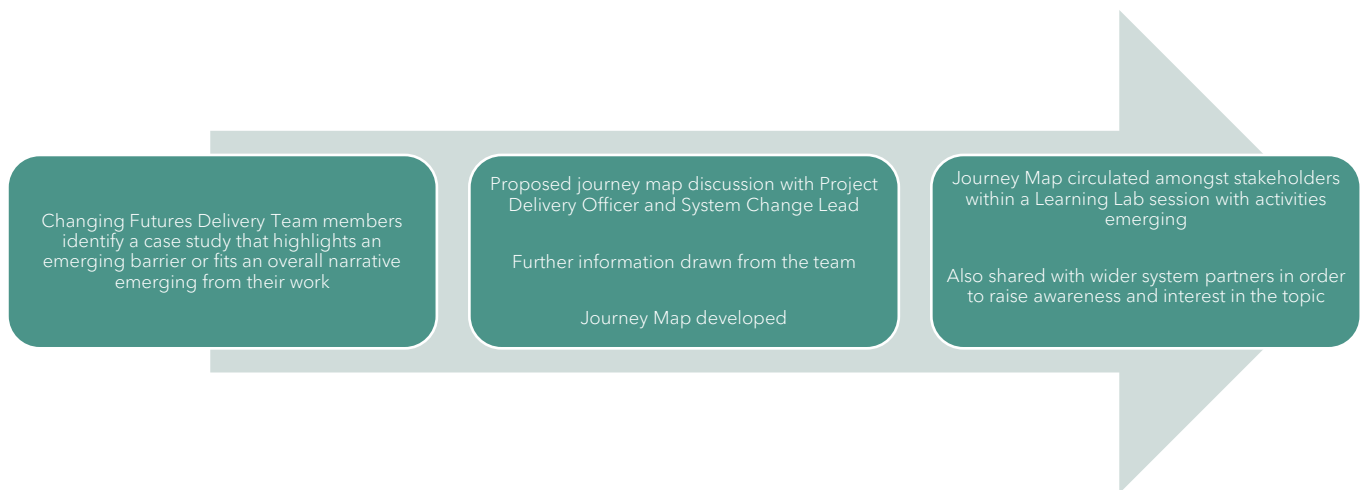 Changing Futures Delivery Team members
identify a case study that highlights an
emerging barrier or fits an overall narrative
emerging from their work
Proposed journey map discussion with Project
Delivery Officer and System Change Lead
Further information drawn from the team
Journey Map developed
Journey Map circulated amongst stakeholders
within a Learning Lab session with activities
emerging
Also shared with wider system partners in order
to raise awareness and interest in the topic